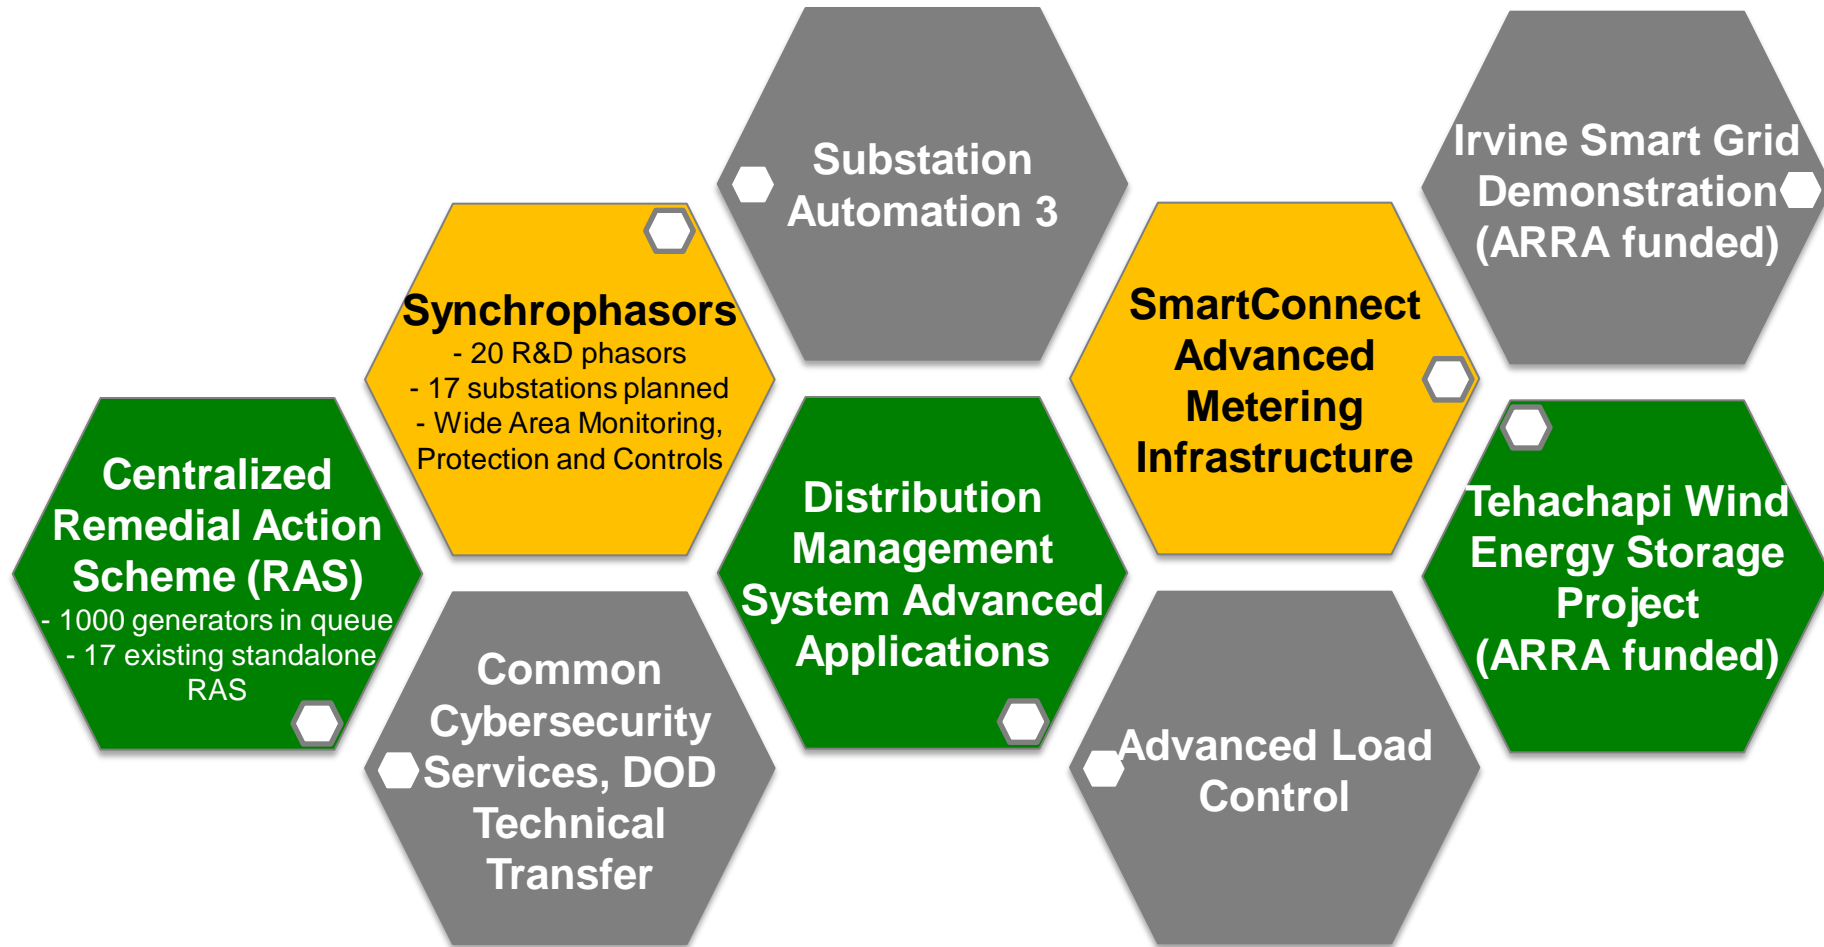 Centralized
Remedial Action
Scheme (RAS)
- 1000 generators in queue
- 17 existing standalone
RAS
Synchrophasors
- 20 R&D phasors
- 17 substations planned
- Wide Area Monitoring,
Protection and Controls
Common
Cybersecurity
Services, DOD
Technical
Transfer
Substation
Automation 3
Distribution
Management
System Advanced
Applications
SmartConnect
Advanced
Metering
Infrastructure
Advanced Load
Control
Irvine Smart Grid
Demonstration
(ARRA funded)
Tehachapi Wind
Energy Storage
Project
(ARRA funded)